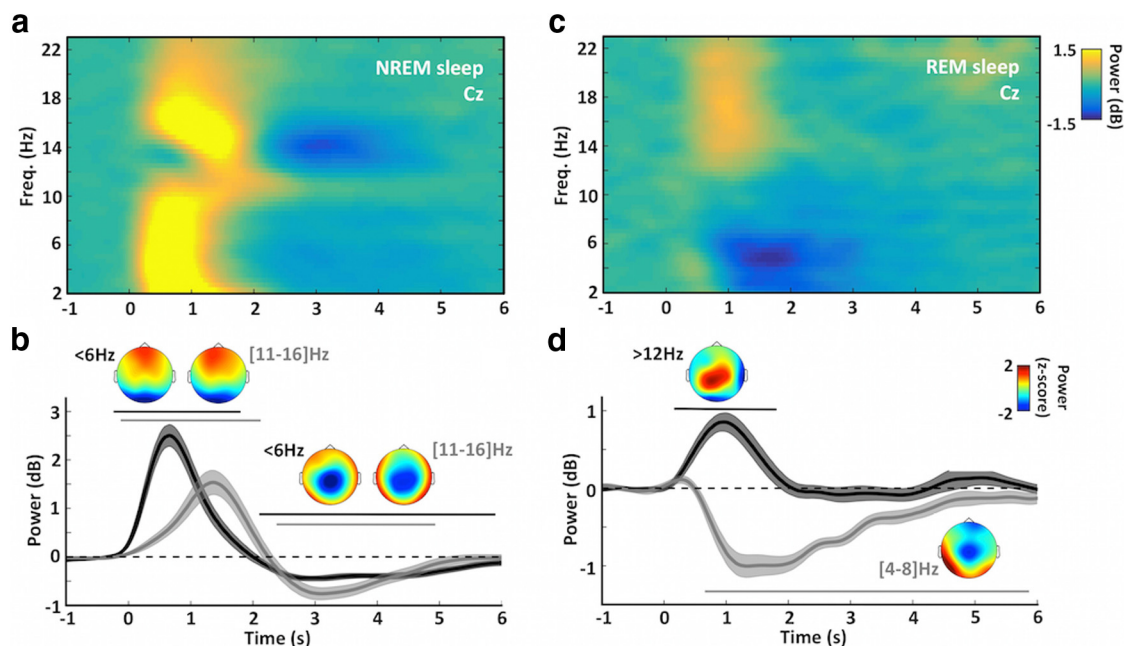 a
22
18
14
10
6
2
Freq. (Hz)
NREM sleep
Cz
-1 0 1 2 3 4 5 6
c
22
18
14
10
6
2
Freq. (Hz)
REM sleep
Cz
-1 0 1 2 3 4 5 6
1.5
-1.5
Power (dB)
b
<6Hz
[11-16]Hz
<6Hz
[11-16]Hz
3
2
1
0
-1
Power (dB)
-1 0 1 2 3 4 5 6
Time (s)
d
>12Hz
[4-8]Hz
1
0
-1
Power (dB)
-1 0 1 2 3 4 5 6
Time (s)
2
-2
Power
(z-score)